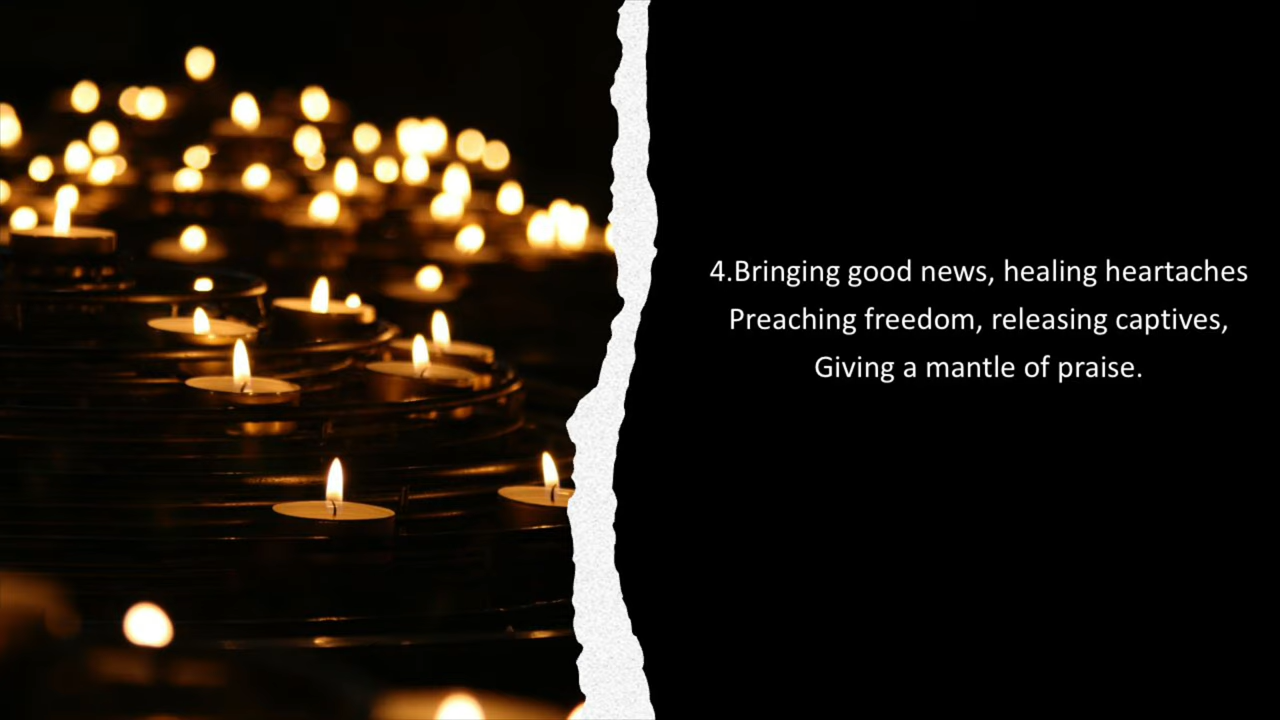 4.Bringing good news, healing heartaches
Preaching freedom, releasing captives,
Giving a mantle of praise.